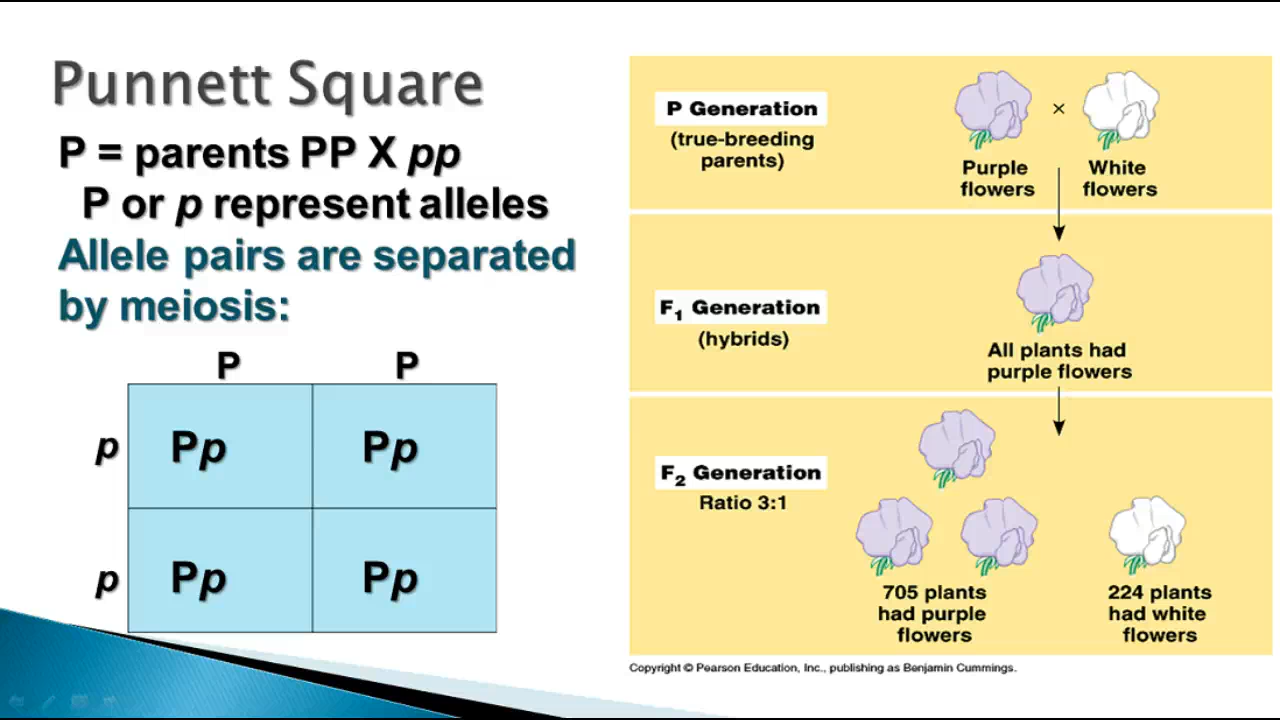 Punnett Square
P = parents PP X pp
P or p represent alleles
Allele pairs are separated
by meiosis:
P P
p Pp Pp
p Pp Pp
P Generation
(true-breeding
parents)
×
Purple
flowers
White
flowers
F₁ Generation
(hybrids)
All plants had
purple flowers
F₂ Generation
Ratio 3:1
705 plants
had purple
flowers
224 plants
had white
flowers
Copyright © Pearson Education, Inc., publishing as Benjamin Cummings.